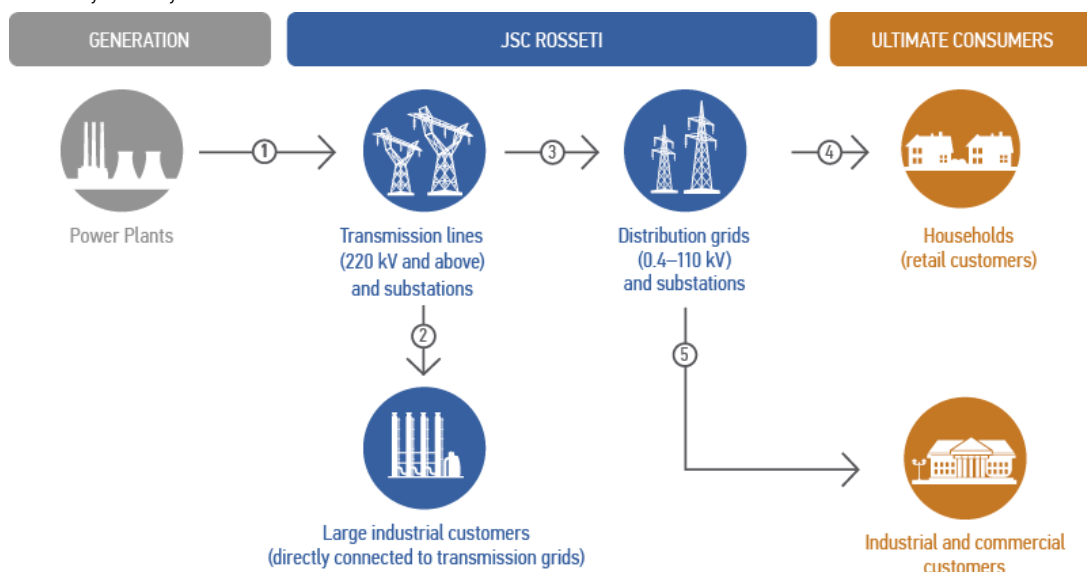 GENERATION
JSC ROSSETI
ULTIMATE CONSUMERS
1
3
4
Power Plants
Transmission lines
(220 kV and above)
and substations
Distribution grids
(0.4–110 kV)
and substations
Households
(retail customers)
2
5
Large industrial customers
(directly connected to transmission grids)
Industrial and commercial
customers